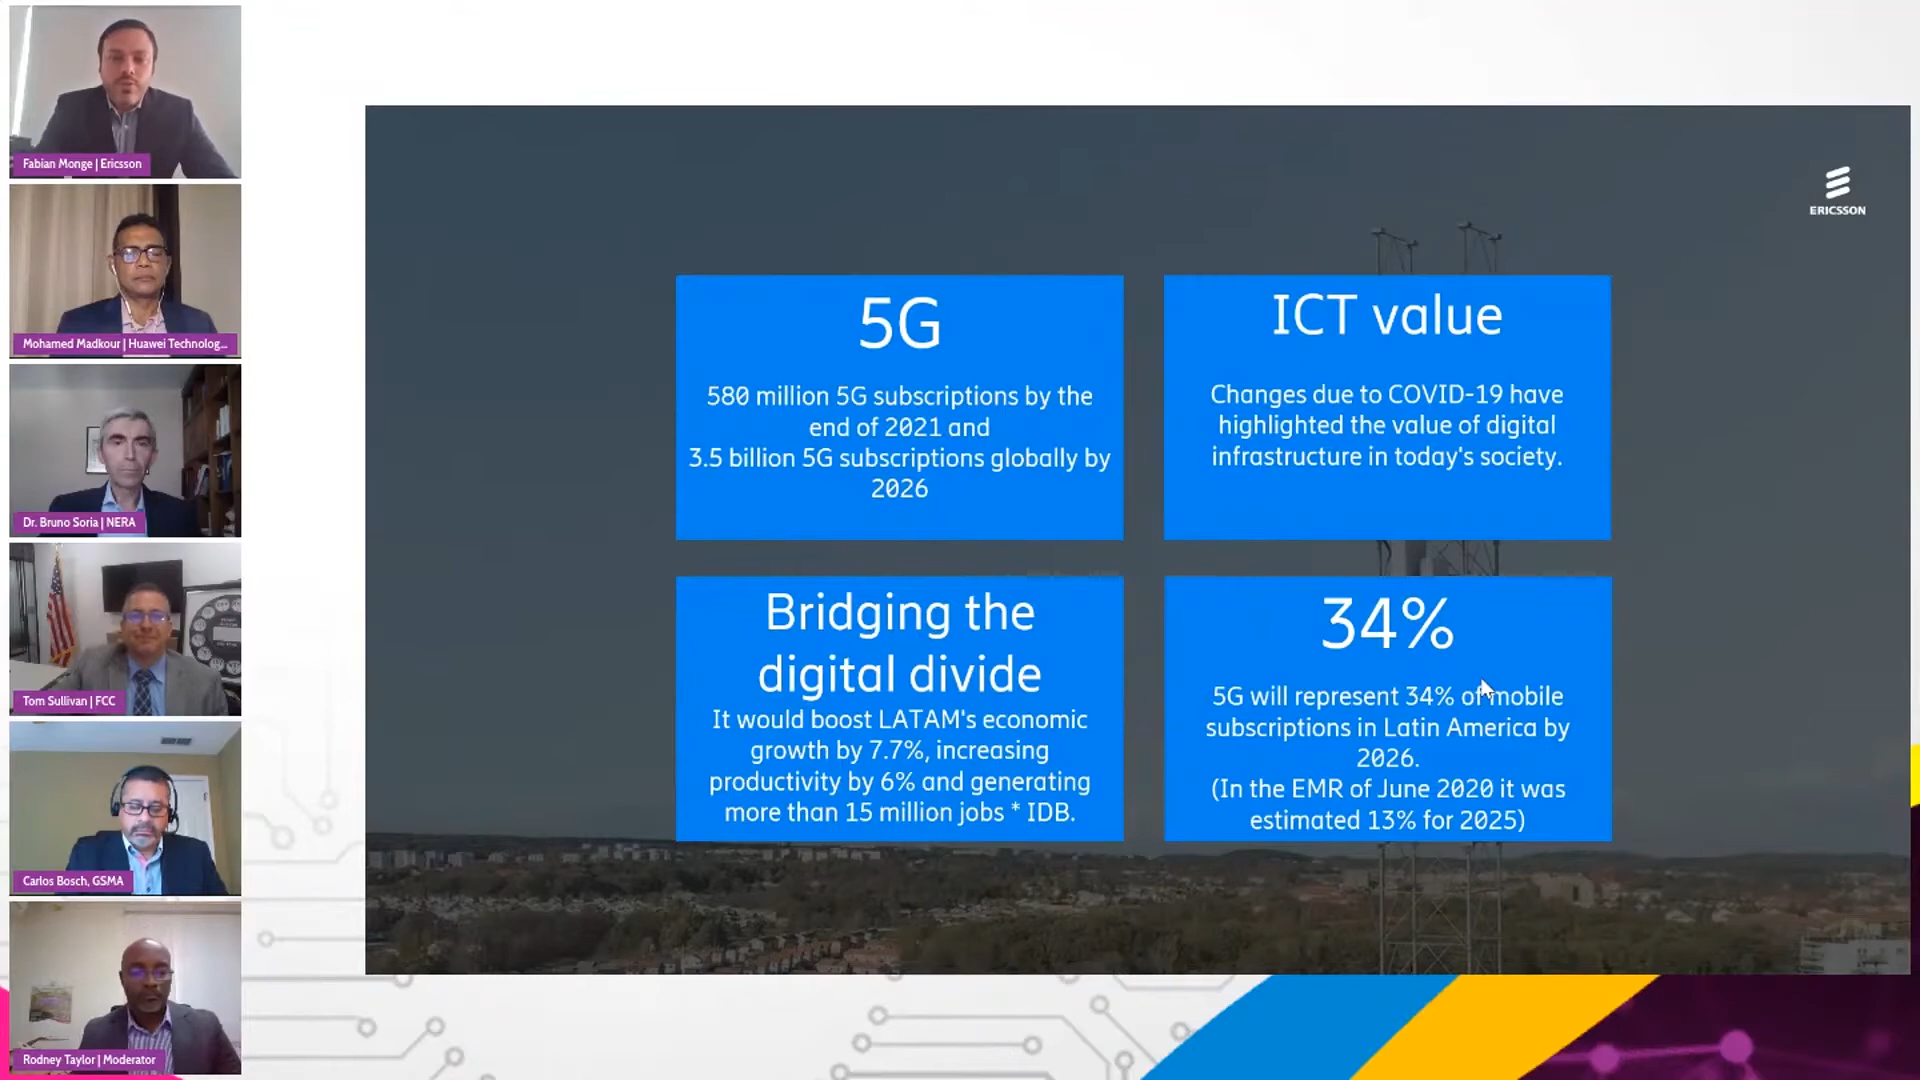 Fabian Monge | Ericsson
Mohamed Madkour | Huawei Technolog...
Dr. Bruno Soria | NERA
Tom Sullivan | FCC
Carlos Bosch, GSMA
Rodney Taylor | Moderator
ERICSSON
5G
580 million 5G subscriptions by the
end of 2021 and
3.5 billion 5G subscriptions globally by
2026
ICT value
Changes due to COVID-19 have
highlighted the value of digital
infrastructure in today's society.
Bridging the
digital divide
It would boost LATAM's economic
growth by 7.7%, increasing
productivity by 6% and generating
more than 15 million jobs * IDB.
34%
5G will represent 34% of mobile
subscriptions in Latin America by
2026.
(In the EMR of June 2020 it was
estimated 13% for 2025)